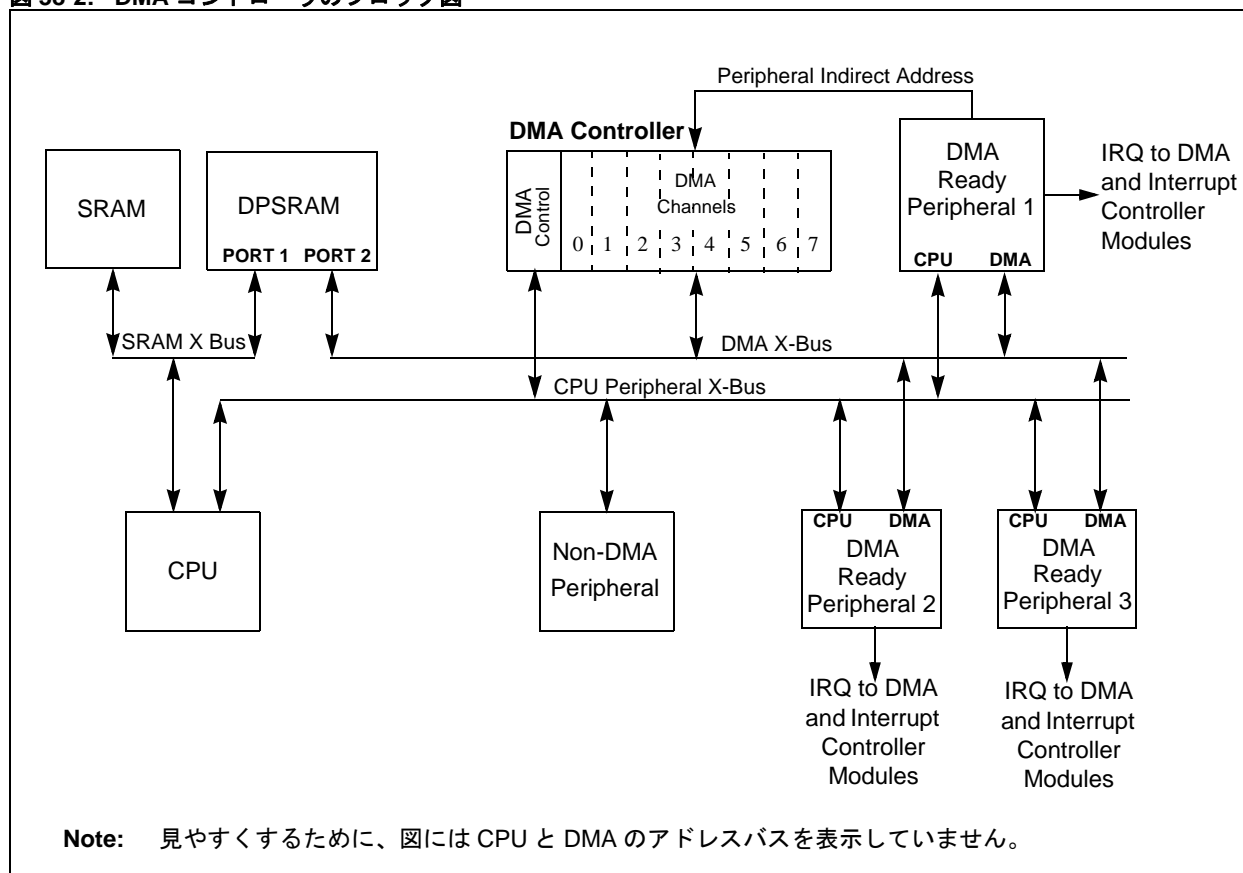 DMA
Peripheral Indirect Address
DMA Controller
SRAM
DPSRAM
PORT 1 PORT 2
DMA
Control
DMA
Channels
0 1 2 3 4 5 6 7
DMA
Ready
Peripheral 1
CPU DMA
IRQ to DMA
and Interrupt
Controller
Modules
SRAM X Bus
DMA X-Bus
CPU Peripheral X-Bus
CPU
Non-DMA
Peripheral
CPU DMA
DMA
Ready
Peripheral 2
CPU DMA
DMA
Ready
Peripheral 3
IRQ to DMA
and Interrupt
Controller
Modules
IRQ to DMA
and Interrupt
Controller
Modules
Note: 見やすくするために、図には CPU と DMA のアドレスバスを表示していません。